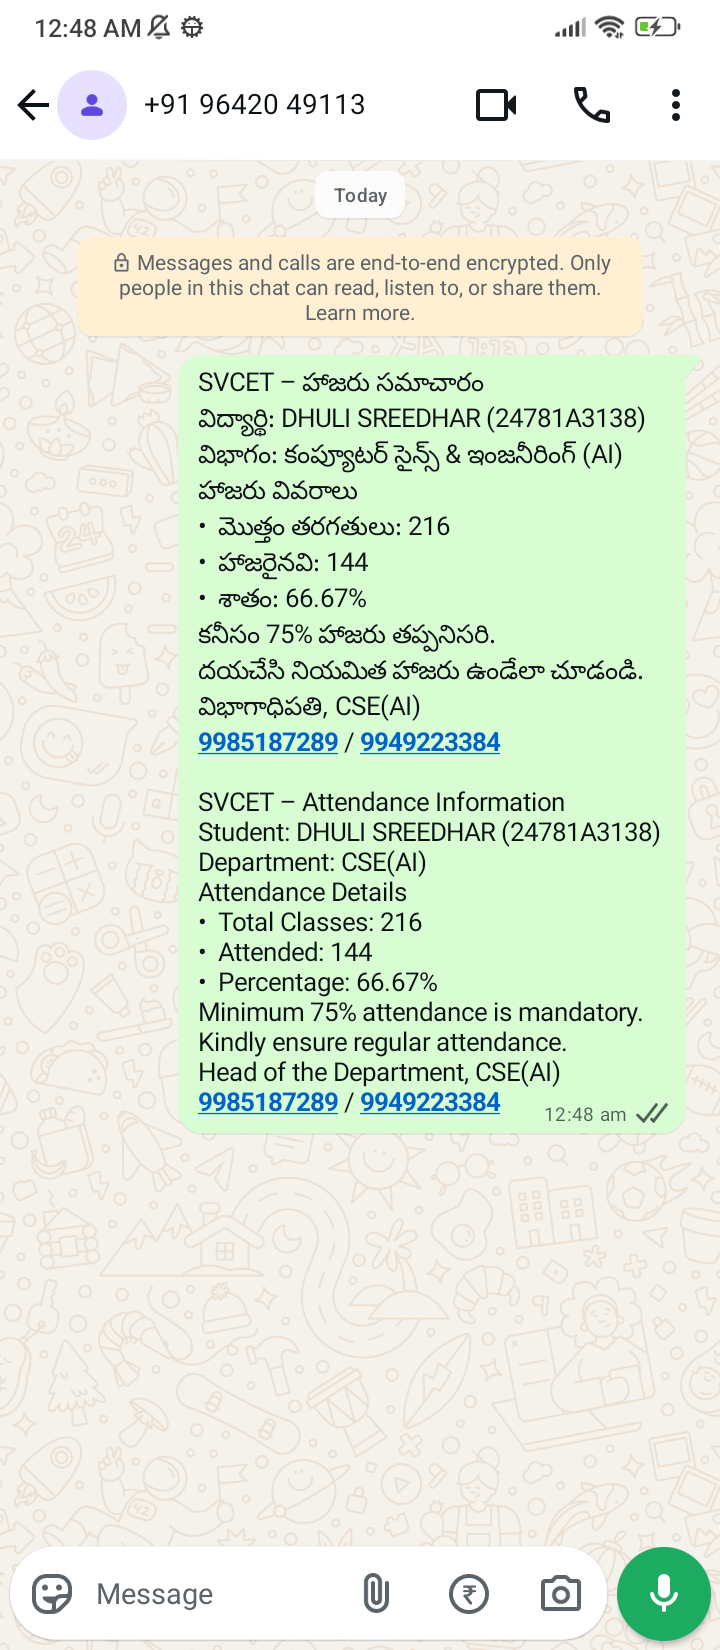 12:48 AM
+91 96420 49113
Today
Messages and calls are end-to-end encrypted. Only
people in this chat can read, listen to, or share them.
Learn more.
SVCET – హాజరు సమాచారం
విద్యార్థి: DHULI SREEDHAR (24781A3138)
విభాగం: కంప్యూటర్ సైన్స్ & ఇంజనీరింగ్ (AI)
హాజరు వివరాలు
• మొత్తం తరగతులు: 216
• హాజరైనవి: 144
• శాతం: 66.67%
కనీసం 75% హాజరు తప్పనిసరి.
దయచేసి నియమిత హాజరు ఉండేలా చూడండి.
విభాగాధిపతి, CSE(AI)
9985187289 / 9949223384
SVCET – Attendance Information
Student: DHULI SREEDHAR (24781A3138)
Department: CSE(AI)
Attendance Details
• Total Classes: 216
• Attended: 144
• Percentage: 66.67%
Minimum 75% attendance is mandatory.
Kindly ensure regular attendance.
Head of the Department, CSE(AI)
9985187289 / 9949223384
12:48 am
Message